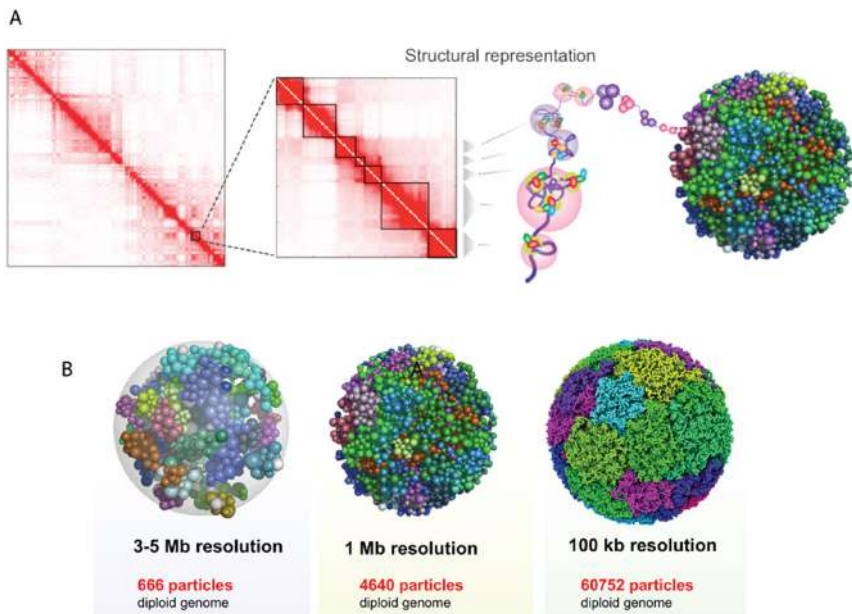 A
Structural representation
B
A
3-5 Mb resolution
1 Mb resolution
100 kb resolution
666 particles
4640 particles
60752 particles
diploid genome
diploid genome
diploid genome